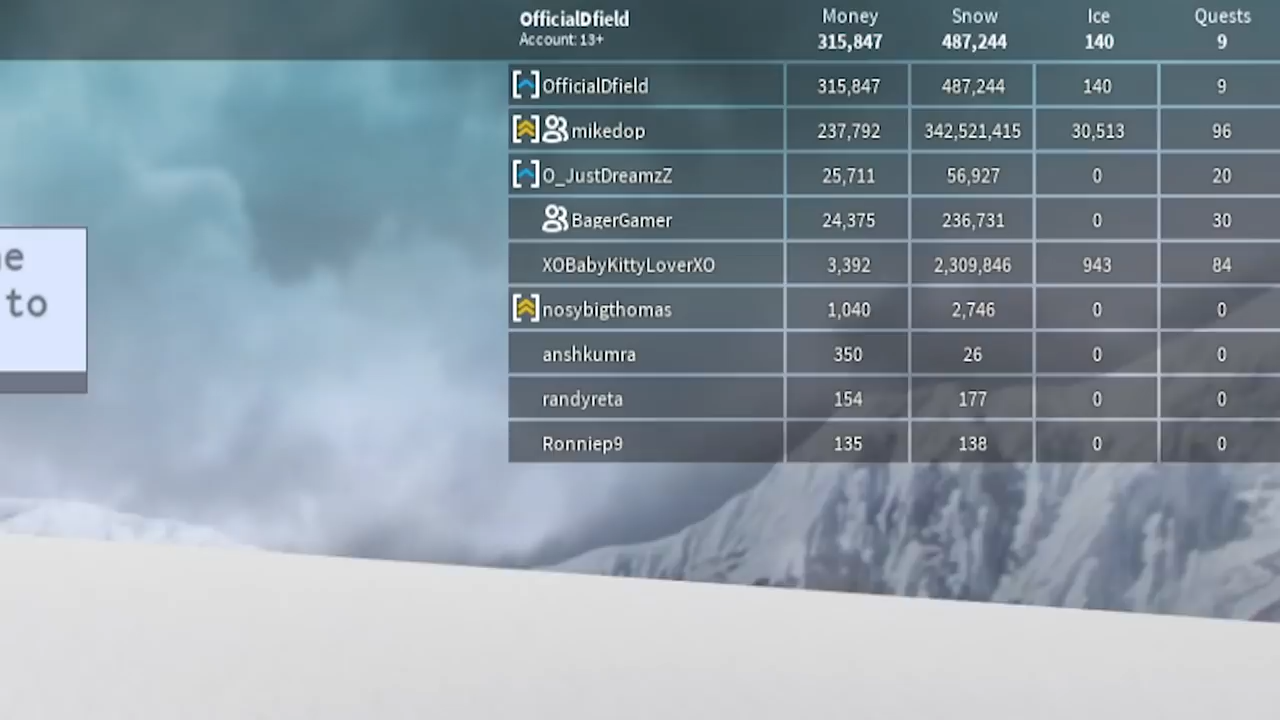 OfficialDfield Money Snow Ice Quests
Account: 13+ 315,847 487,244 140 9
OfficialDfield 315,847 487,244 140 9
mikedop 237,792 342,521,415 30,513 96
O_JustDreamzZ 25,711 56,927 0 20
BagerGamer 24,375 236,731 0 30
XOBabyKittyLoverXO 3,392 2,309,846 943 84
nosybigthomas 1,040 2,746 0 0
anshkumra 350 26 0 0
randyreta 154 177 0 0
Ronniep9 135 138 0 0
to